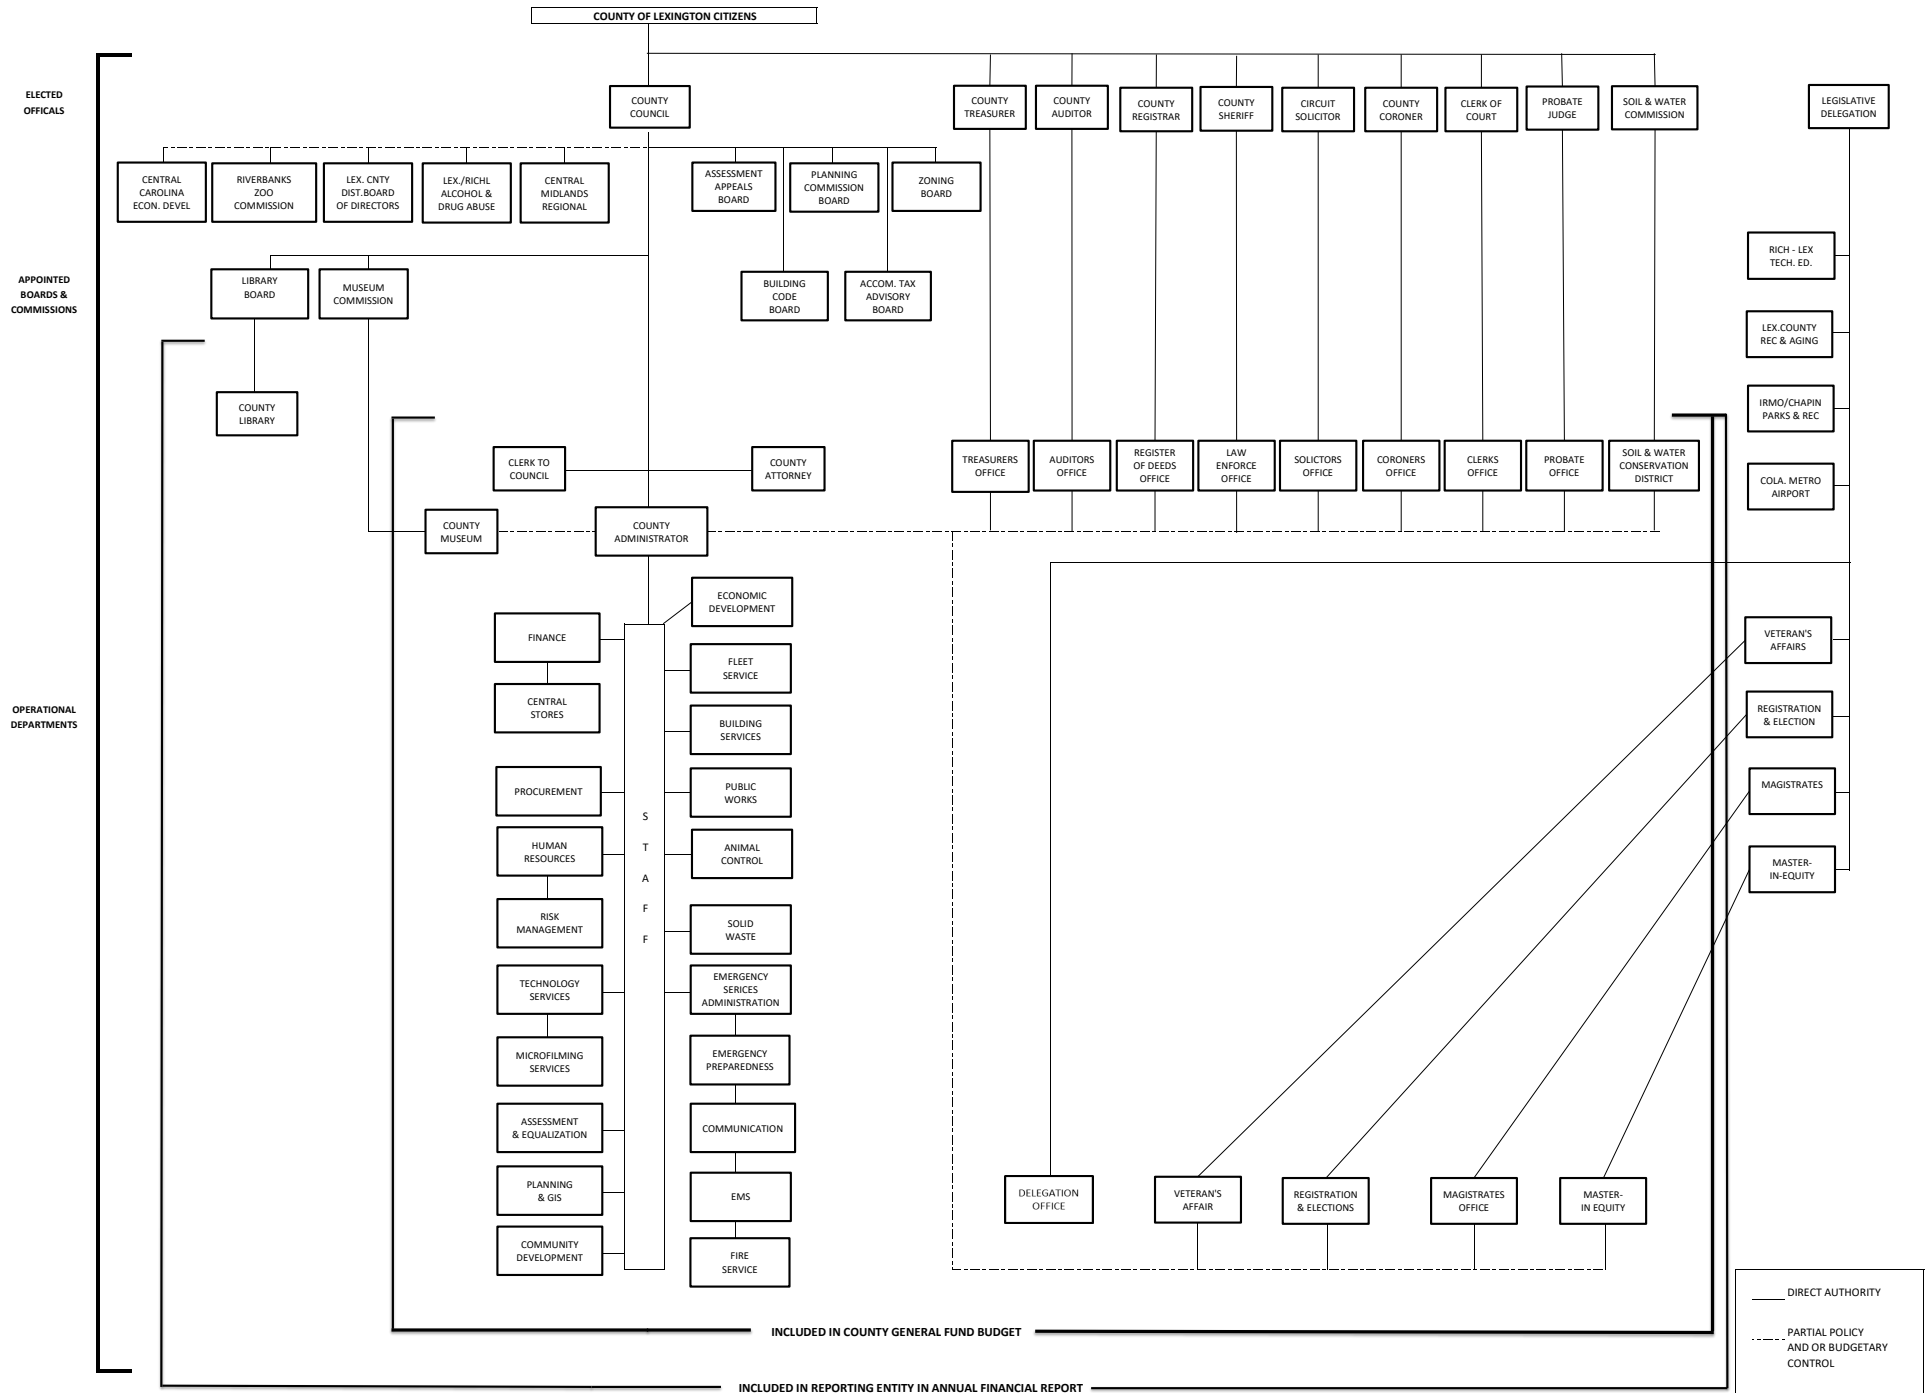 COUNTY OF LEXINGTON CITIZENS
ELECTED
OFFICALS
COUNTY
COUNCIL
COUNTY
TREASURER
COUNTY
AUDITOR
COUNTY
REGISTRAR
COUNTY
SHERIFF
CIRCUIT
SOLICITOR
COUNTY
CORONER
CLERK OF
COURT
PROBATE
JUDGE
SOIL & WATER
COMMISSION
LEGISLATIVE
DELEGATION
CENTRAL
CAROLINA
ECON. DEVEL
RIVERBANKS
ZOO
COMMISSION
LEX. CNTY
DIST.BOARD
OF DIRECTORS
LEX./RICHL
ALCOHOL &
DRUG ABUSE
CENTRAL
MIDLANDS
REGIONAL
ASSESSMENT
APPEALS
BOARD
PLANNING
COMMISSION
BOARD
ZONING
BOARD
APPOINTED
BOARDS &
COMMISSIONS
LIBRARY
BOARD
MUSEUM
COMMISSION
BUILDING
CODE
BOARD
ACCOM. TAX
ADVISORY
BOARD
RICH - LEX
TECH. ED.
LEX.COUNTY
REC & AGING
IRMO/CHAPIN
PARKS & REC
COLA. METRO
AIRPORT
COUNTY
LIBRARY
CLERK TO
COUNCIL
COUNTY
ATTORNEY
TREASURERS
OFFICE
AUDITORS
OFFICE
REGISTER
OF DEEDS
OFFICE
LAW
ENFORCE
OFFICE
SOLICTORS
OFFICE
CORONERS
OFFICE
CLERKS
OFFICE
PROBATE
OFFICE
SOIL & WATER
CONSERVATION
DISTRICT
COUNTY
MUSEUM
COUNTY
ADMINISTRATOR
OPERATIONAL
DEPARTMENTS
ECONOMIC
DEVELOPMENT
FINANCE
FLEET
SERVICE
CENTRAL
STORES
BUILDING
SERVICES
PROCUREMENT
PUBLIC
WORKS
HUMAN
RESOURCES
ANIMAL
CONTROL
RISK
MANAGEMENT
SOLID
WASTE
TECHNOLOGY
SERVICES
EMERGENCY
SERICES
ADMINISTRATION
MICROFILMING
SERVICES
EMERGENCY
PREPAREDNESS
ASSESSMENT
& EQUALIZATION
COMMUNICATION
PLANNING
& GIS
EMS
COMMUNITY
DEVELOPMENT
FIRE
SERVICE
S
T
A
F
F
VETERAN'S
AFFAIRS
REGISTRATION
& ELECTION
MAGISTRATES
MASTER-
IN-EQUITY
DELEGATION
OFFICE
VETERAN'S
AFFAIR
REGISTRATION
& ELECTIONS
MAGISTRATES
OFFICE
MASTER-
IN EQUITY
INCLUDED IN COUNTY GENERAL FUND BUDGET
INCLUDED IN REPORTING ENTITY IN ANNUAL FINANCIAL REPORT
DIRECT AUTHORITY
PARTIAL POLICY
AND OR BUDGETARY
CONTROL